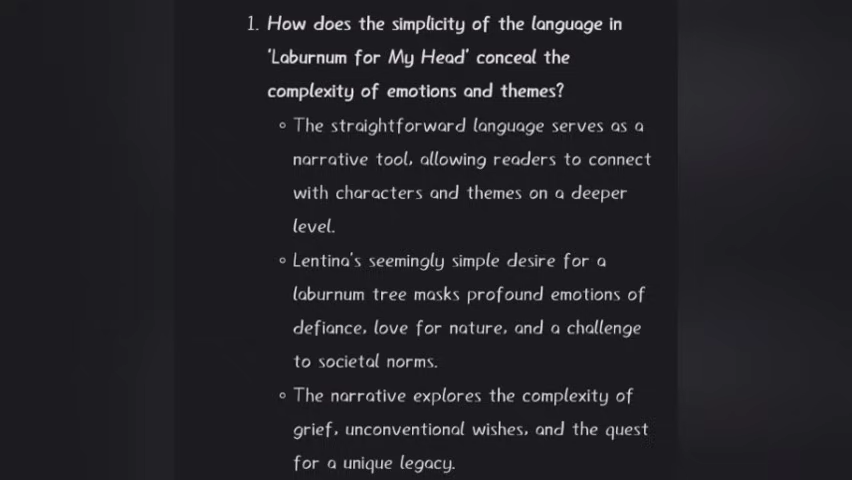 1. How does the simplicity of the language in
'Laburnum for My Head' conceal the
complexity of emotions and themes?
◦ The straightforward language serves as a
narrative tool, allowing readers to connect
with characters and themes on a deeper
level.
◦ Lentina's seemingly simple desire for a
laburnum tree masks profound emotions of
defiance, love for nature, and a challenge
to societal norms.
◦ The narrative explores the complexity of
grief, unconventional wishes, and the quest
for a unique legacy.